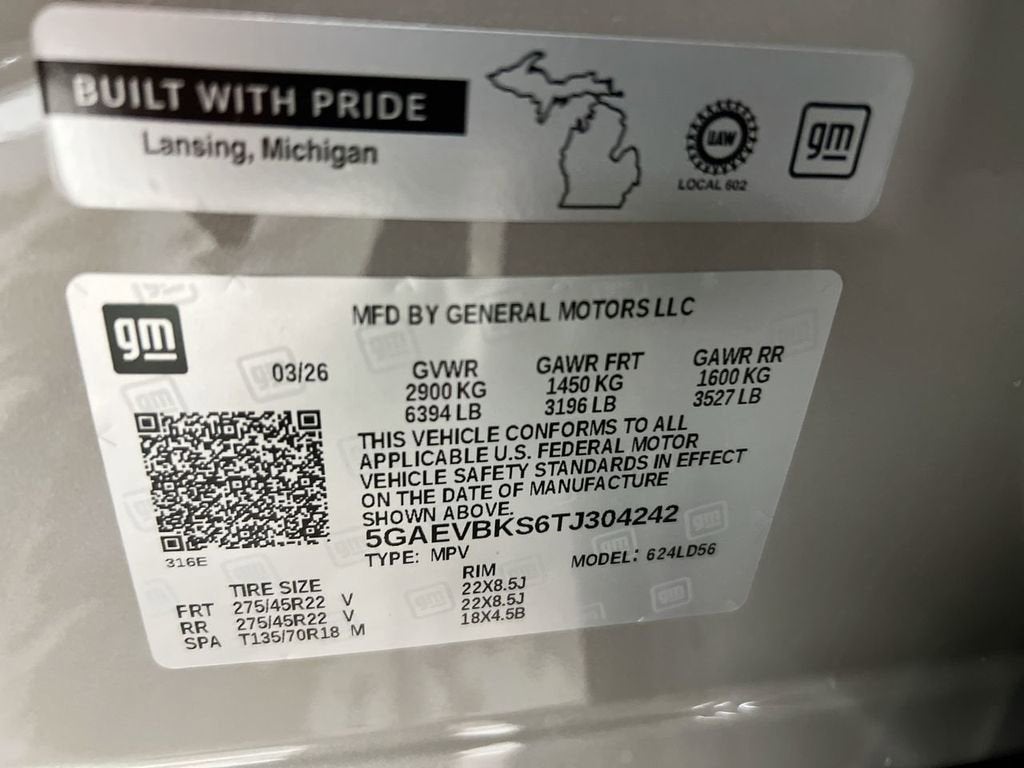 BUILT WITH PRIDE
Lansing, Michigan
UAW
LOCAL 602
gm
gm
MFD BY GENERAL MOTORS LLC
03/26
GVWR GAWR FRT GAWR RR
2900 KG 1450 KG 1600 KG
6394 LB 3196 LB 3527 LB
THIS VEHICLE CONFORMS TO ALL
APPLICABLE U.S. FEDERAL MOTOR
VEHICLE SAFETY STANDARDS IN EFFECT
ON THE DATE OF MANUFACTURE
SHOWN ABOVE.
5GAEVBKS6TJ304242
TYPE: MPV MODEL: 624LD56
316E
TIRE SIZE RIM
FRT 275/45R22 V 22X8.5J
RR 275/45R22 V 22X8.5J
SPA T135/70R18 M 18X4.5B